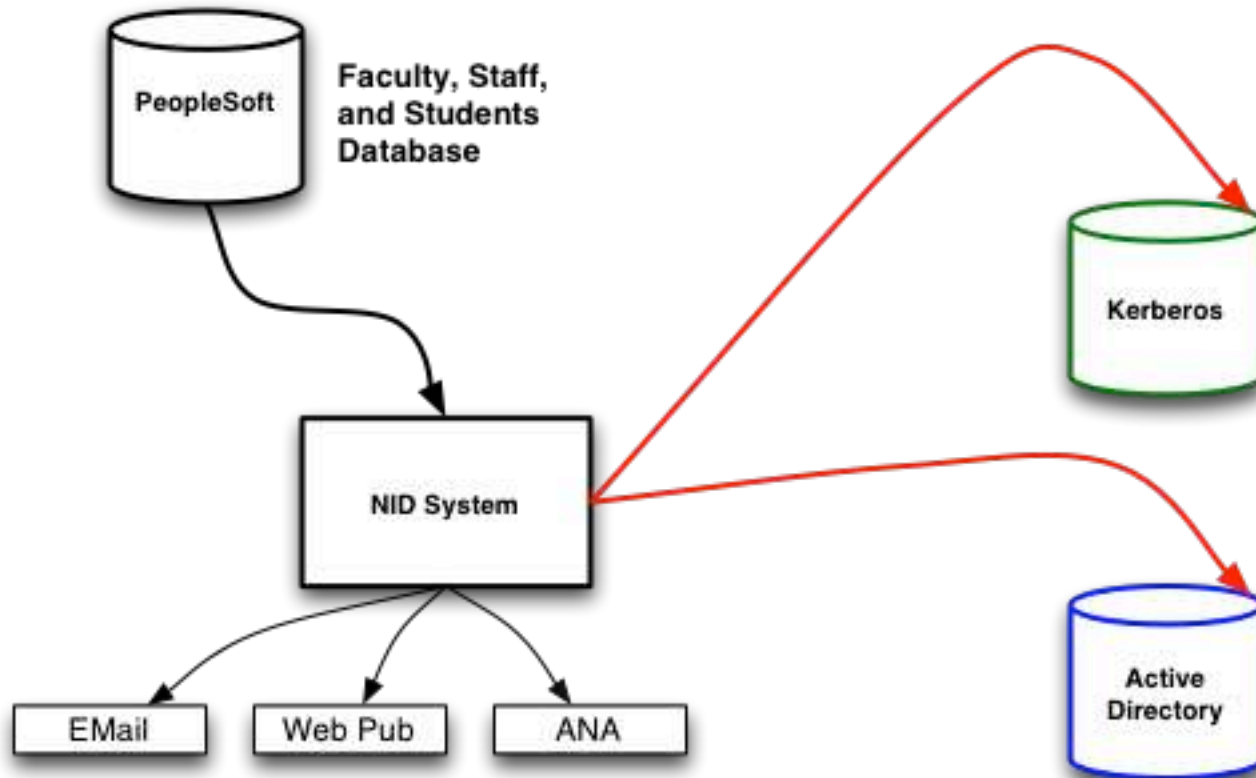 PeopleSoft
Faculty, Staff,
and Students
Database
Kerberos
NID System
Active
Directory
EMail
Web Pub
ANA